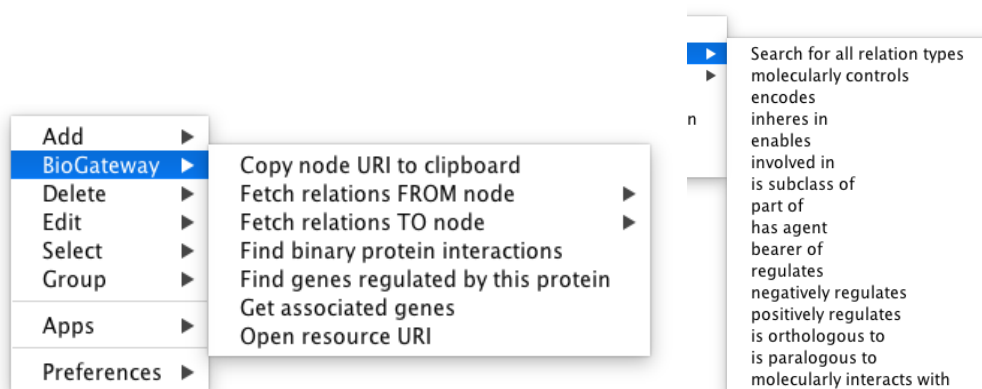 Add
BioGateway
Delete
Edit
Select
Group
Apps
Preferences
Copy node URI to clipboard
Fetch relations FROM node
Fetch relations TO node
Find binary protein interactions
Find genes regulated by this protein
Get associated genes
Open resource URI
n
Search for all relation types
molecularly controls
encodes
inheres in
enables
involved in
is subclass of
part of
has agent
bearer of
regulates
negatively regulates
positively regulates
is orthologous to
is paralogous to
molecularly interacts with